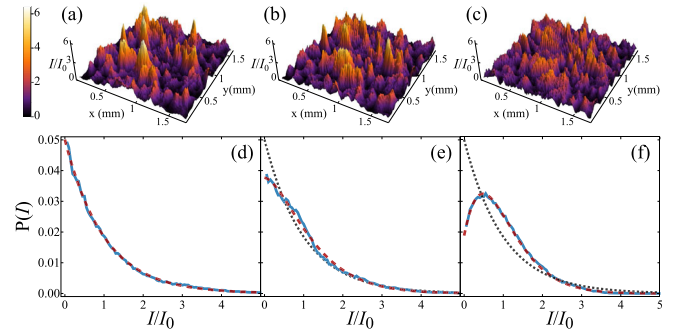 (a) (b) (c)
6
4
2
0
I/I0 6 3 0
0.5 1 1.5
x (mm)
0.5 1.5
y(mm)
I/I0 6 3 0
0.5 1 1.5
x (mm)
0.5 1.5
y(mm)
I/I0 6 3 0
0.5 1 1.5
x (mm)
0.5 1.5
y(mm)
(d) (e) (f)
P(I)
0.05
0.04
0.03
0.02
0.01
0.00
0 1 2 3 4 0 1 2 3 4 0 1 2 3 4 5
I/I0 I/I0 I/I0